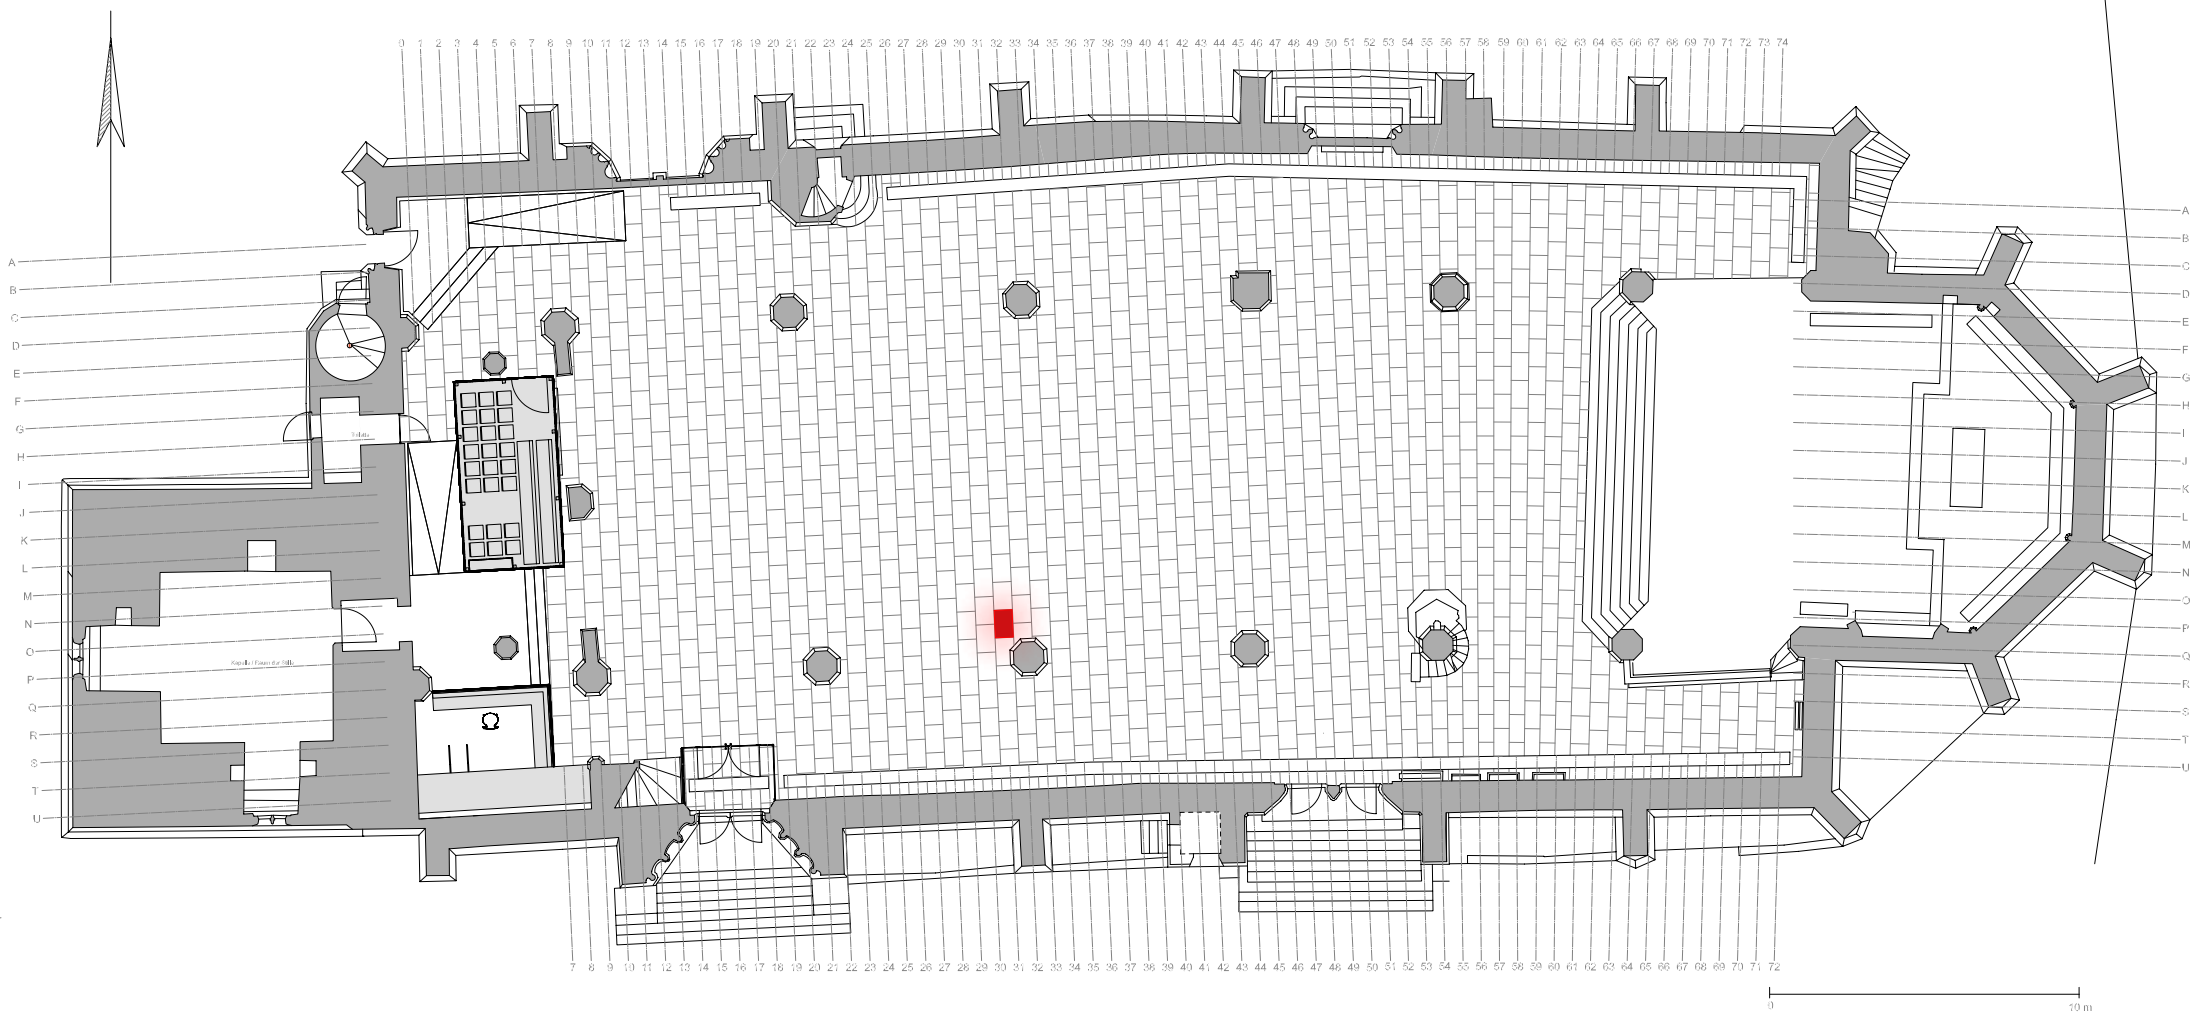 0 1 2 3 4 5 6 7 8 9 10 11 12 13 14 15 16 17 18 19 20 21 22 23 24 25 26 27 28 29 30 31 32 33 34 35 36 37 38 39 40 41 42 43 44 45 46 47 48 49 50 51 52 53 54 55 56 57 58 59 60 61 62 63 64 65 66 67 68 69 70 71 72 73 74
A
B
C
D
E
F
G
H
I
J
K
L
M
N
O
P
Q
R
S
T
U
Kapelle / Raum der Stille
A
B
C
D
E
F
G
H
I
J
K
L
M
N
O
P
Q
R
S
T
U
7 8 9 10 11 12 13 14 15 16 17 18 19 20 21 22 23 24 25 26 27 28 29 30 31 32 33 34 35 36 37 38 39 40 41 42 43 44 45 46 47 48 49 50 51 52 53 54 55 56 57 58 59 60 61 62 63 64 65 66 67 68 69 70 71 72
0 10 m